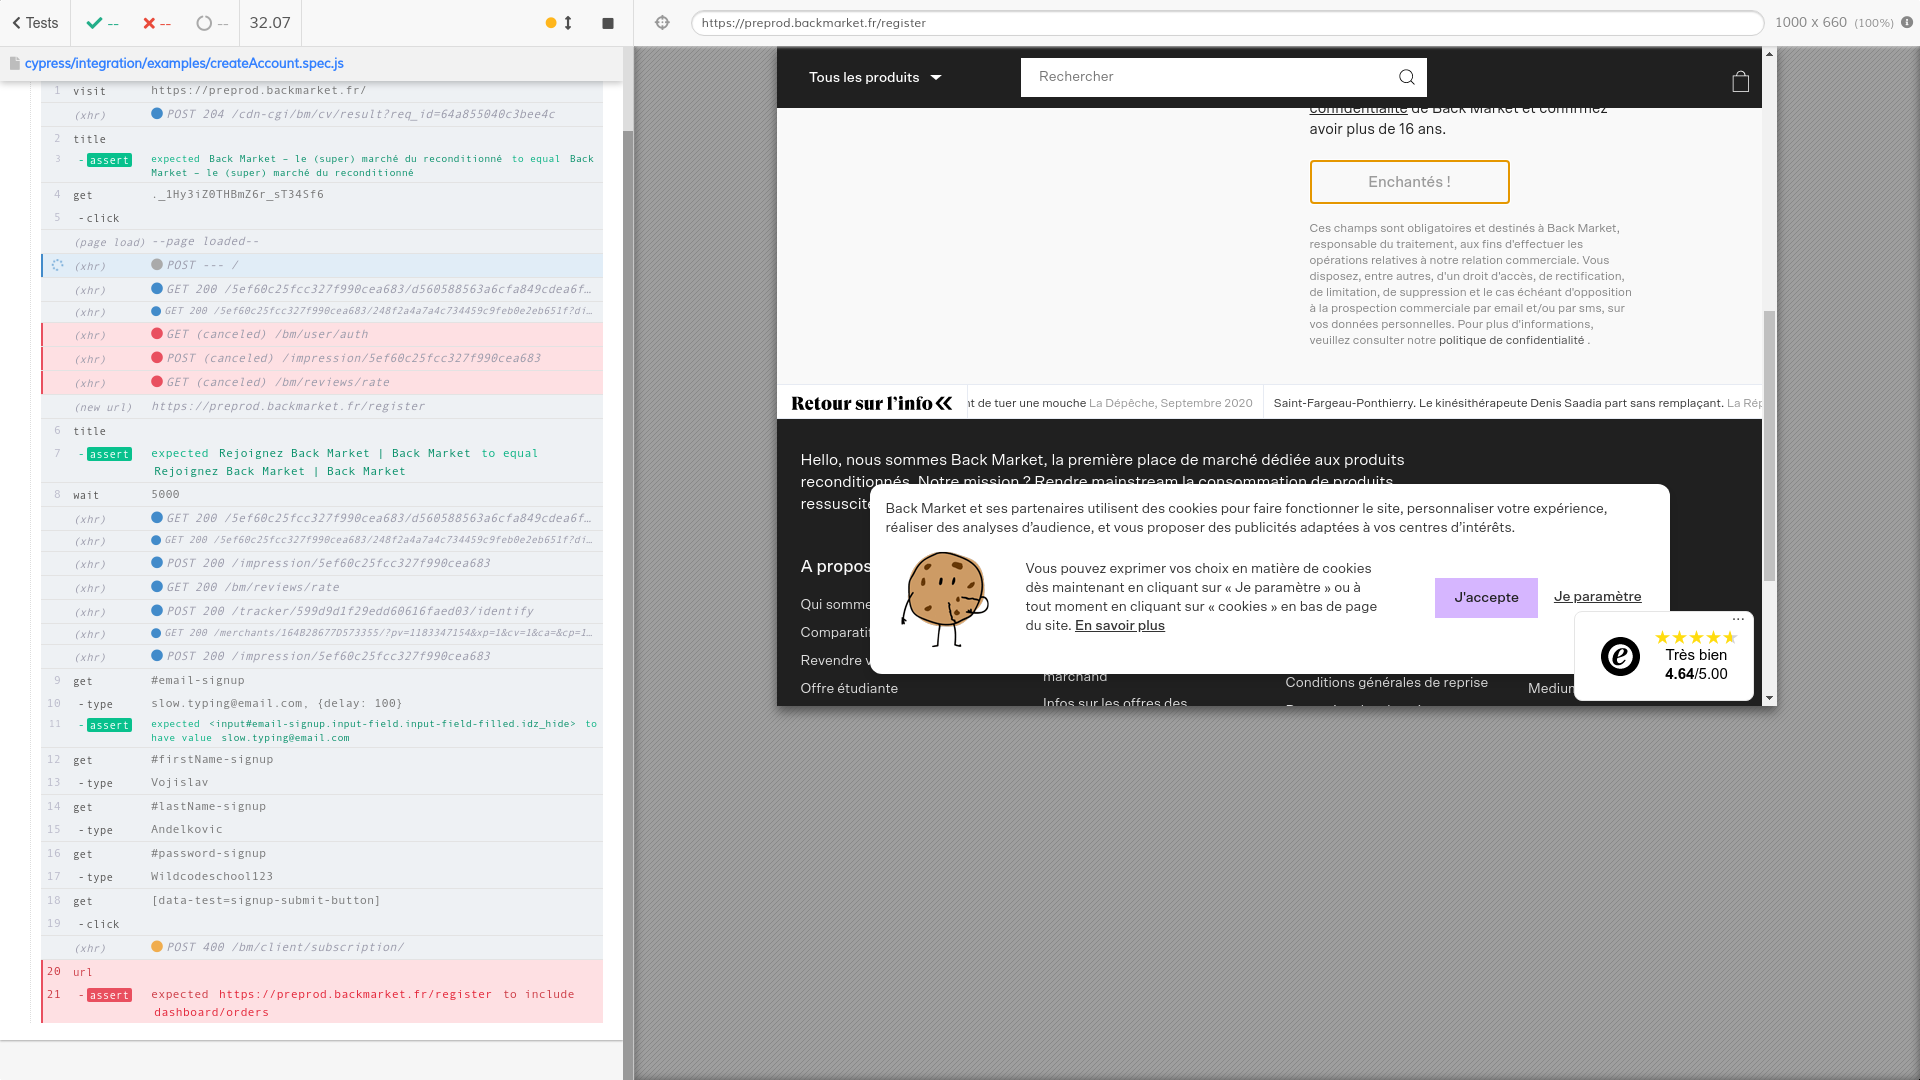 Tests
--
--
--
32.07
https://preprod.backmarket.fr/register
1000 x 660 (100%)
cypress/integration/examples/createAccount.spec.js
1 visit https://preprod.backmarket.fr/
(xhr) POST 204 /cdn-cgi/bm/cv/result?req_id=64a855040c3bee4c
2 title
3 -assert expected Back Market – le (super) marché du reconditionné to equal Back
Market – le (super) marché du reconditionné
4 get ._1Hy3iZ0THBmZ6r_sT34Sf6
5 -click
(page load) --page loaded--
(xhr) POST --- /
(xhr) GET 200 /5ef60c25fcc327f990cea683/d560588563a6cfa849cdea6f…
(xhr) GET 200 /5ef60c25fcc327f990cea683/248f2a4a7a4c734459c9feb0e2eb651f?di…
(xhr) GET (canceled) /bm/user/auth
(xhr) POST (canceled) /impression/5ef60c25fcc327f990cea683
(xhr) GET (canceled) /bm/reviews/rate
(new url) https://preprod.backmarket.fr/register
6 title
7 -assert expected Rejoignez Back Market | Back Market to equal
Rejoignez Back Market | Back Market
8 wait 5000
(xhr) GET 200 /5ef60c25fcc327f990cea683/d560588563a6cfa849cdea6f…
(xhr) GET 200 /5ef60c25fcc327f990cea683/248f2a4a7a4c734459c9feb0e2eb651f?di…
(xhr) POST 200 /impression/5ef60c25fcc327f990cea683
(xhr) GET 200 /bm/reviews/rate
(xhr) POST 200 /tracker/599d9d1f29edd60616faed03/identify
(xhr) GET 200 /merchants/164B28677D573355/?pv=1183347154&xp=1&cv=1&ca=&cp=1…
(xhr) POST 200 /impression/5ef60c25fcc327f990cea683
9 get #email-signup
10 -type slow.typing@email.com, {delay: 100}
11 -assert expected <input#email-signup.input-field.input-field-filled.idz_hide> to
have value slow.typing@email.com
12 get #firstName-signup
13 -type Vojislav
14 get #lastName-signup
15 -type Andelkovic
16 get #password-signup
17 -type Wildcodeschool123
18 get [data-test=signup-submit-button]
19 -click
(xhr) POST 400 /bm/client/subscription/
20 url
21 -assert expected https://preprod.backmarket.fr/register to include
dashboard/orders
Tous les produits
Rechercher
confidentialité de Back Market et confirmez
avoir plus de 16 ans.
Enchantés !
Ces champs sont obligatoires et destinés à Back Market,
responsable du traitement, aux fins d'effectuer les
opérations relatives à notre relation commerciale. Vous
disposez, entre autres, d'un droit d'accès, de rectification,
de limitation, de suppression et le cas échéant d'opposition
à la prospection commerciale par email et/ou par sms, sur
vos données personnelles. Pour plus d'informations,
veuillez consulter notre politique de confidentialité .
Retour sur l'info
t de tuer une mouche La Dépêche, Septembre 2020
Saint-Fargeau-Ponthierry. Le kinésithérapeute Denis Saadia part sans remplaçant. La Rép
Hello, nous sommes Back Market, la première place de marché dédiée aux produits
reconditionnés. Notre mission ? Rendre mainstream la consommation de produits
ressuscité
Back Market et ses partenaires utilisent des cookies pour faire fonctionner le site, personnaliser votre expérience,
réaliser des analyses d'audience, et vous proposer des publicités adaptées à vos centres d'intérêts.
Vous pouvez exprimer vos choix en matière de cookies
dès maintenant en cliquant sur « Je paramètre » ou à
tout moment en cliquant sur « cookies » en bas de page
du site. En savoir plus
J'accepte
Je paramètre
A propos
Qui somme
Comparati
Revendre v
Offre étudiante
marchand
Infos sur les offres des
Conditions générales de reprise
Medium
...
e
Très bien
4.64/5.00